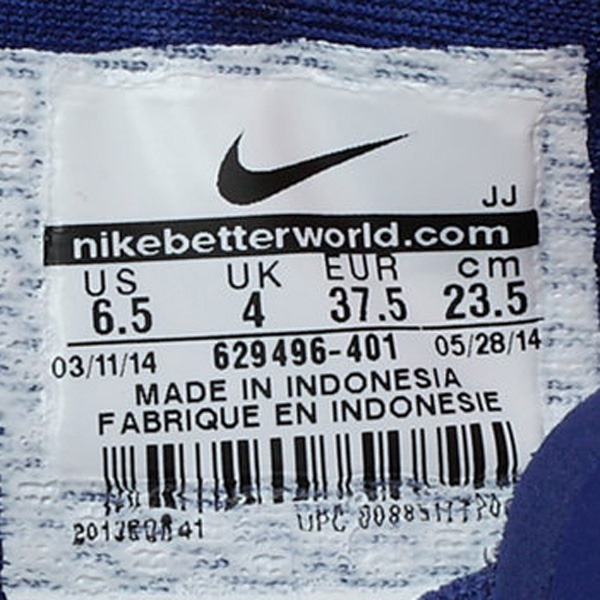 JJ
nikebetterworld.com
US UK EUR cm
6.5 4 37.5 23.5
03/11/14 629496-401 05/28/14
MADE IN INDONESIA
FABRIQUE EN INDONESIE
UPC